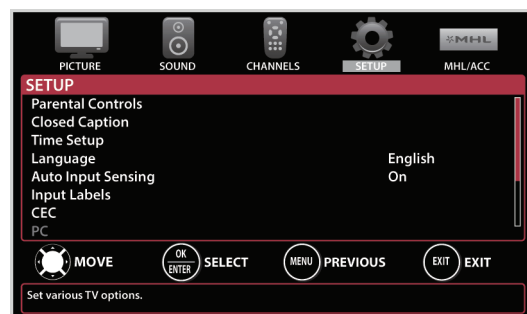 PICTURE SOUND CHANNELS SETUP MHL/ACC
MHL
SETUP
Parental Controls
Closed Caption
Time Setup
Language English
Auto Input Sensing On
Input Labels
CEC
PC
MOVE OK ENTER SELECT MENU PREVIOUS EXIT EXIT
Set various TV options.